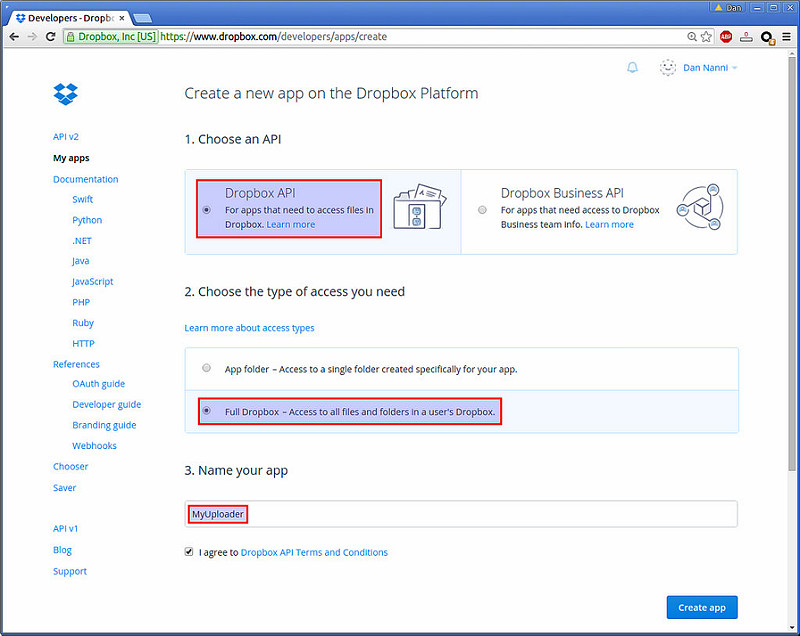 Dan
Developers - Dropb
Dropbox, Inc [US] https://www.dropbox.com/developers/apps/create
ABP
Dan Nanni
Create a new app on the Dropbox Platform
API v2
My apps
Documentation
Swift
Python
.NET
Java
JavaScript
PHP
Ruby
HTTP
References
OAuth guide
Developer guide
Branding guide
Webhooks
Chooser
Saver
API v1
Blog
Support
1. Choose an API
Dropbox API
For apps that need to access files in
Dropbox. Learn more
Dropbox Business API
For apps that need access to Dropbox
Business team info. Learn more
2. Choose the type of access you need
Learn more about access types
App folder – Access to a single folder created specifically for your app.
Full Dropbox – Access to all files and folders in a user's Dropbox.
3. Name your app
MyUploader
I agree to Dropbox API Terms and Conditions
Create app